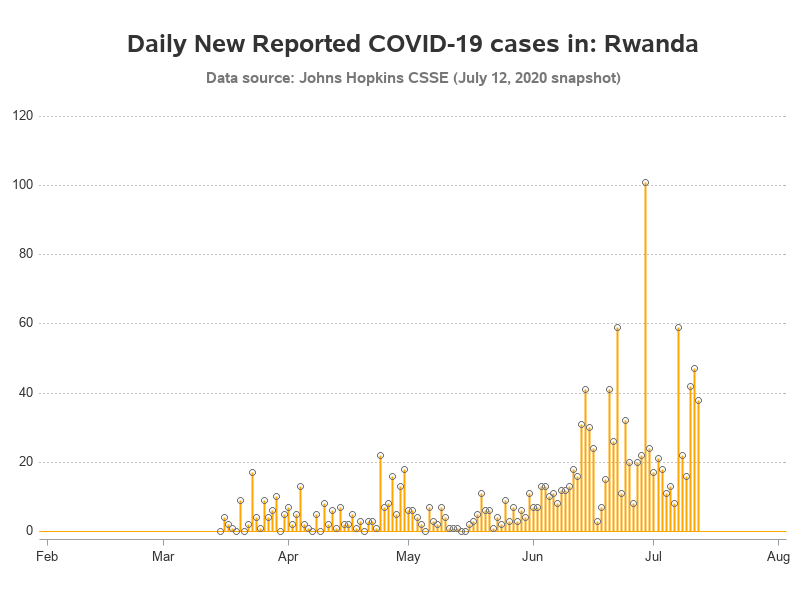 Daily New Reported COVID-19 cases in: Rwanda
Data source: Johns Hopkins CSSE (July 12, 2020 snapshot)
120
100
80
60
40
20
0
Feb Mar Apr May Jun Jul Aug